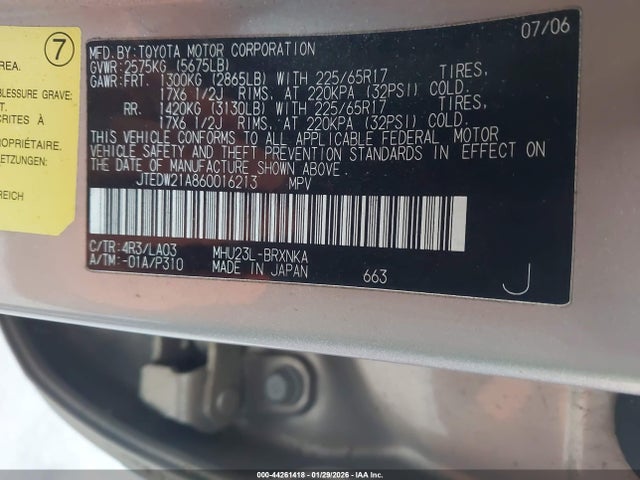 7
REA.
BLESSURE GRAVE:
T.
CRITES À
PROPRIÉTAIRE.
LETZUNGEN:
REICH
07/06
MFD.BY:TOYOTA MOTOR CORPORATION
GVWR:2575KG (5675LB)
GAWR:FRT. 1300KG (2865LB) WITH 225/65R17 TIRES,
17X6 1/2J RIMS, AT 220KPA (32PSI) COLD.
RR. 1420KG (3130LB) WITH 225/65R17 TIRES,
17X6 1/2J RIMS, AT 220KPA (32PSI) COLD.
THIS VEHICLE CONFORMS TO ALL APPLICABLE FEDERAL MOTOR
VEHICLE SAFETY AND THEFT PREVENTION STANDARDS IN EFFECT ON
THE DATE OF MANUFACTURE SHOWN ABOVE.
JTEDW21A860016213 MPV
C/TR:4R3/LA03 MHU23L-BRXNKA
A/TM:-01A/P310 MADE IN JAPAN 663 J
000-44261418 - 01/29/2026 - IAA Inc.